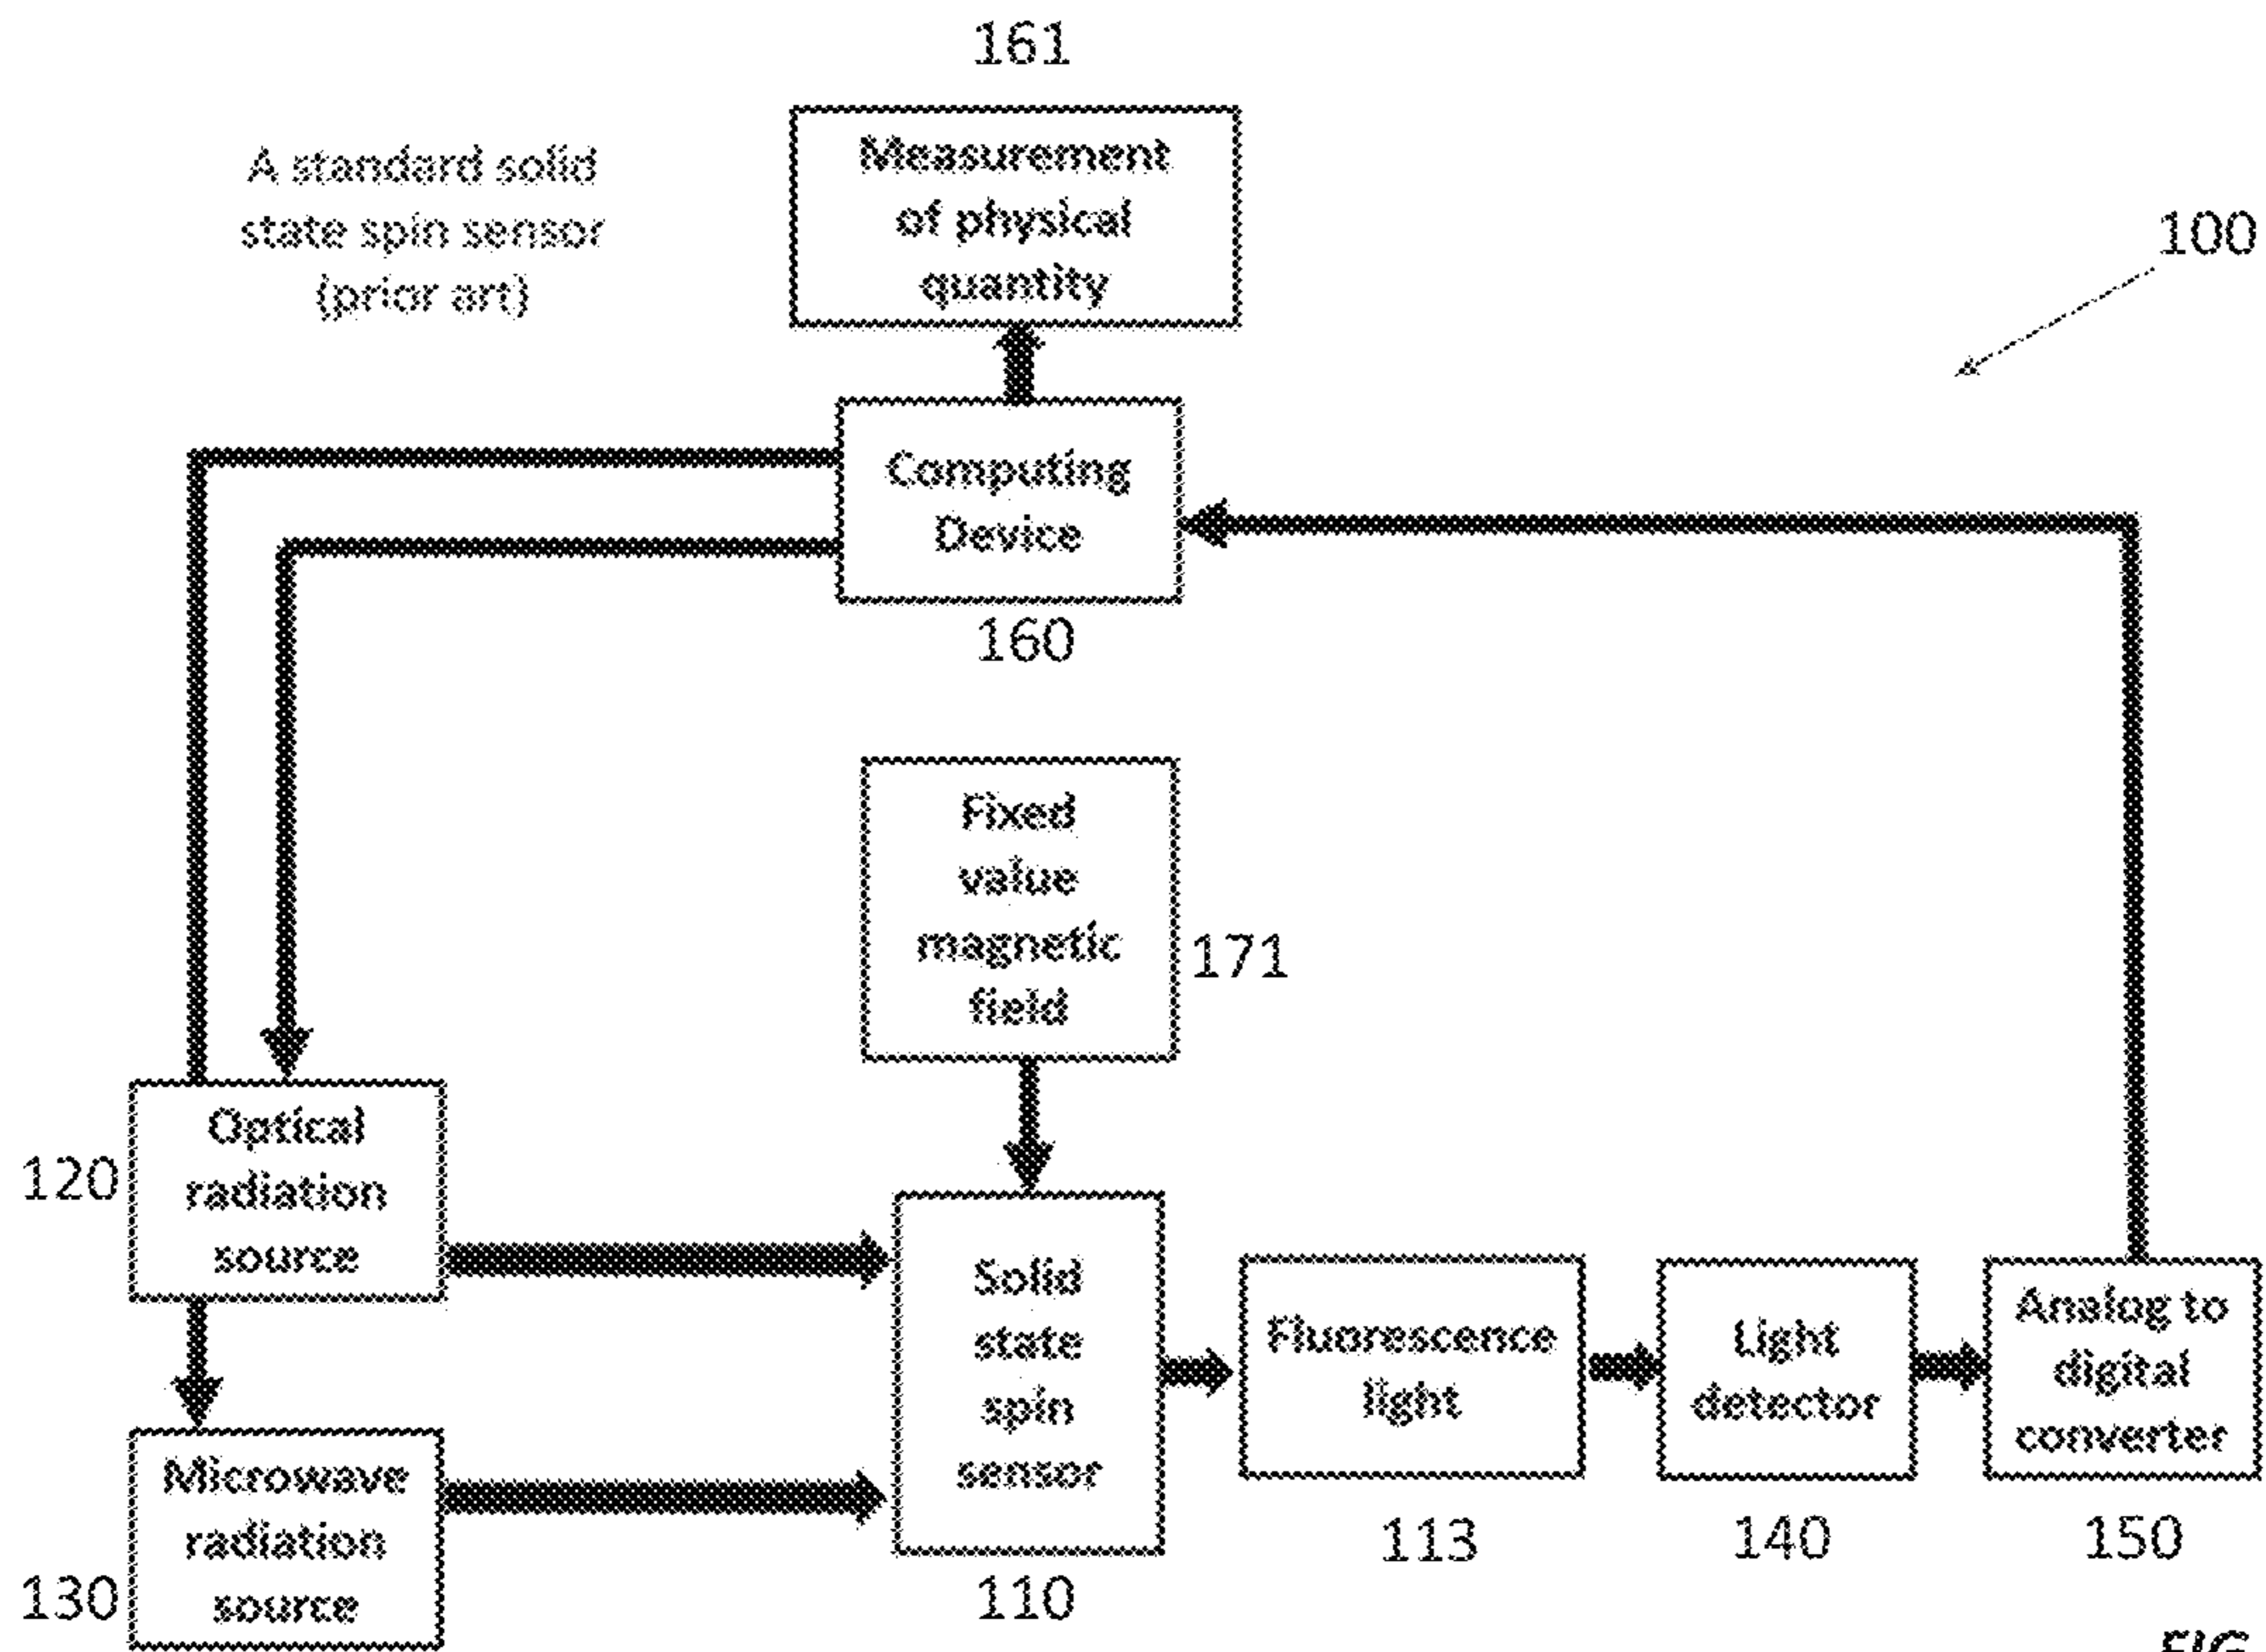 161
A standard solid
state spin sensor
(prior art)
Measurement
of physical
quantity
100
Computing
Device
160
Fixed
value
magnetic
field
171
120
Optical
radiation
source
Solid
state
spin
sensor
110
Fluorescence
light
113
Light
detector
140
Analog to
digital
converter
150
130
Microwave
radiation
source